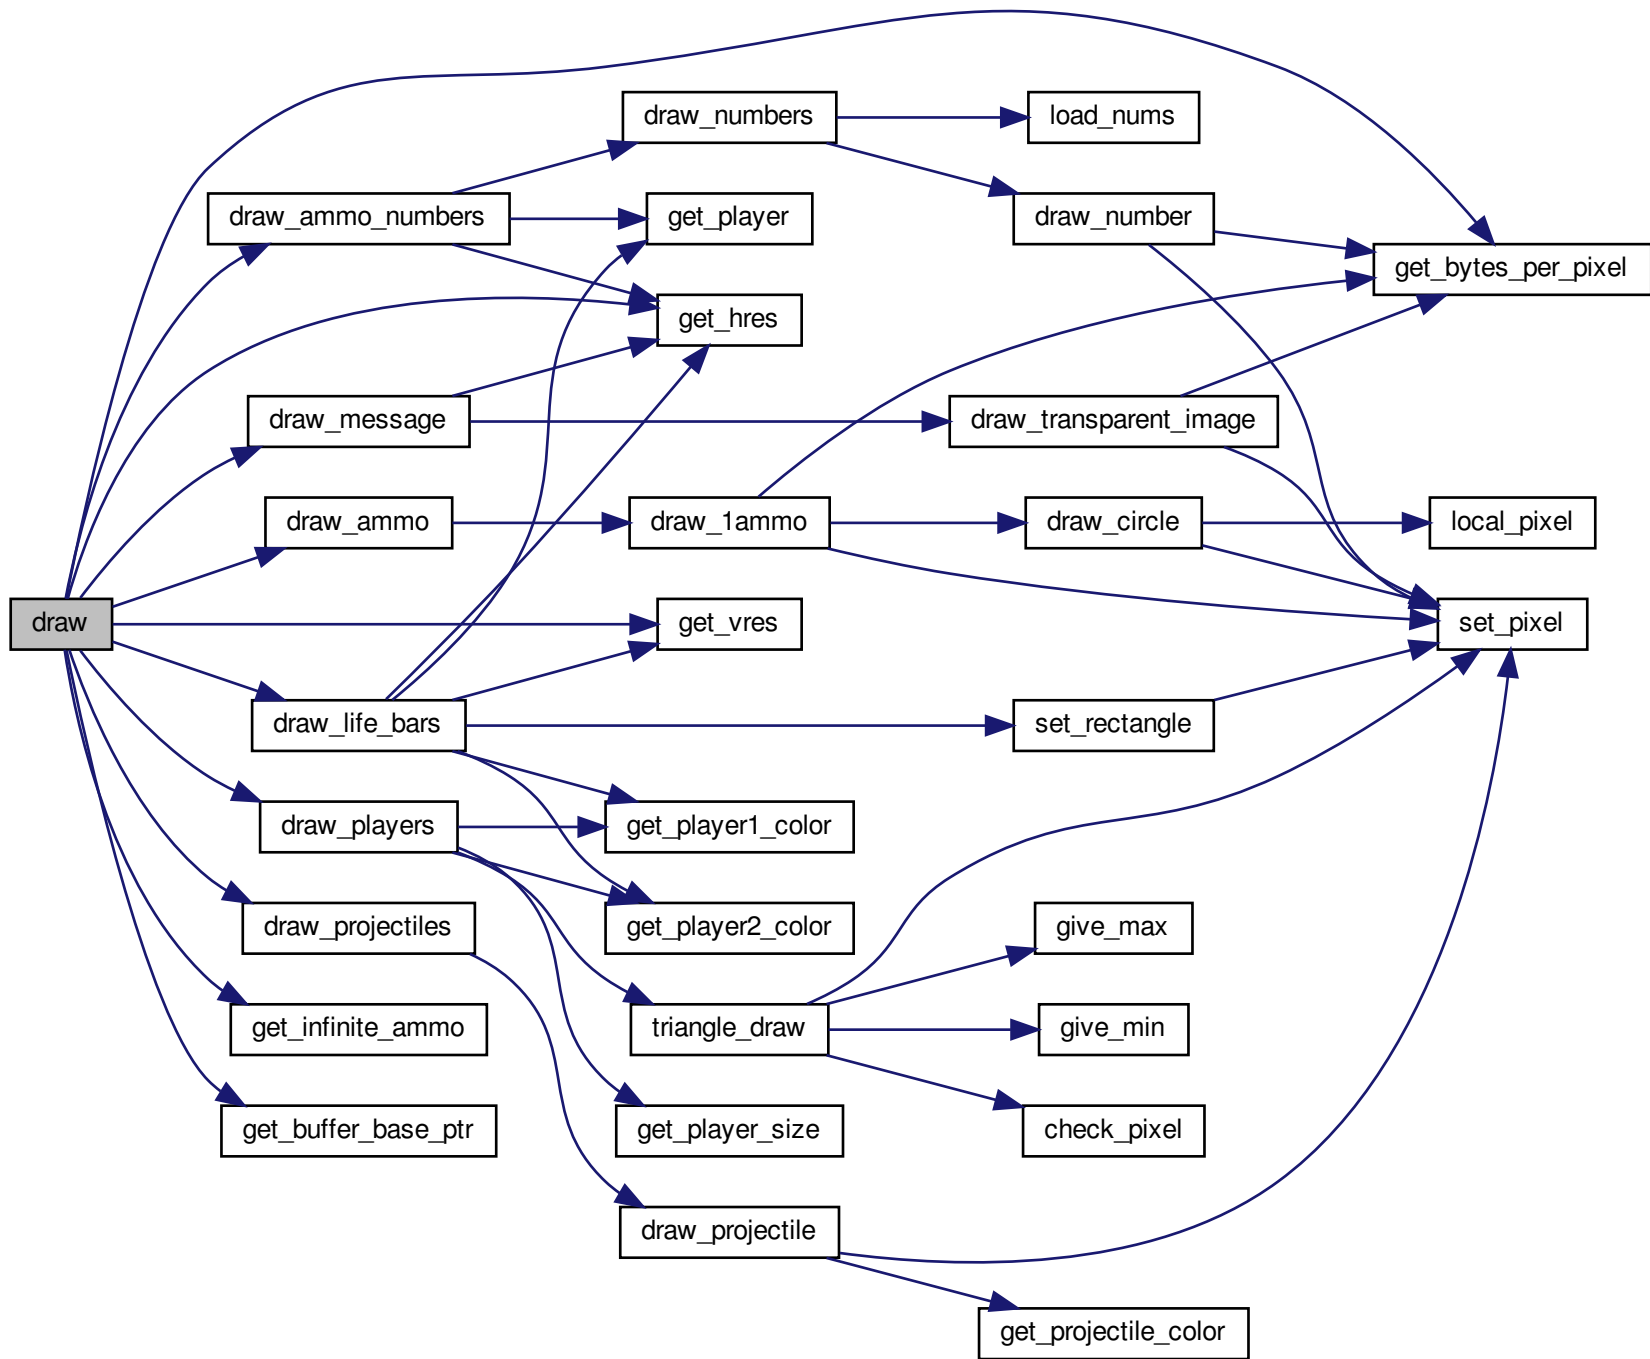 draw_numbers
load_nums
draw_ammo_numbers
get_player
draw_number
get_bytes_per_pixel
get_hres
draw_message
draw_transparent_image
draw_ammo
draw_1ammo
draw_circle
local_pixel
draw
get_vres
set_pixel
draw_life_bars
set_rectangle
draw_players
get_player1_color
draw_projectiles
get_player2_color
give_max
get_infinite_ammo
triangle_draw
give_min
get_buffer_base_ptr
get_player_size
check_pixel
draw_projectile
get_projectile_color